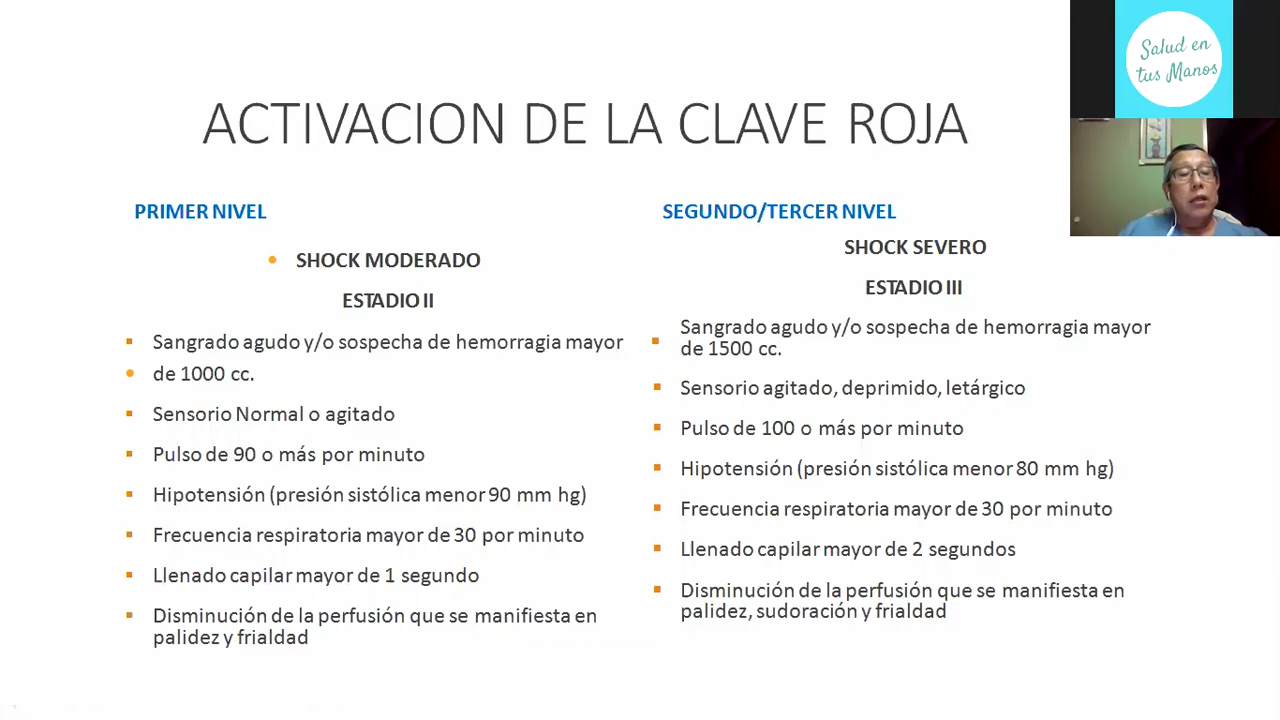 Salud en
tus Manos
ACTIVACION DE LA CLAVE ROJA
PRIMER NIVEL
SHOCK MODERADO
ESTADIO II
Sangrado agudo y/o sospecha de hemorragia mayor
de 1000 cc.
Sensorio Normal o agitado
Pulso de 90 o más por minuto
Hipotensión (presión sistólica menor 90 mm hg)
Frecuencia respiratoria mayor de 30 por minuto
Llenado capilar mayor de 1 segundo
Disminución de la perfusión que se manifiesta en
palidez y frialdad
SEGUNDO/TERCER NIVEL
SHOCK SEVERO
ESTADIO III
Sangrado agudo y/o sospecha de hemorragia mayor
de 1500 cc.
Sensorio agitado, deprimido, letárgico
Pulso de 100 o más por minuto
Hipotensión (presión sistólica menor 80 mm hg)
Frecuencia respiratoria mayor de 30 por minuto
Llenado capilar mayor de 2 segundos
Disminución de la perfusión que se manifiesta en
palidez, sudoración y frialdad